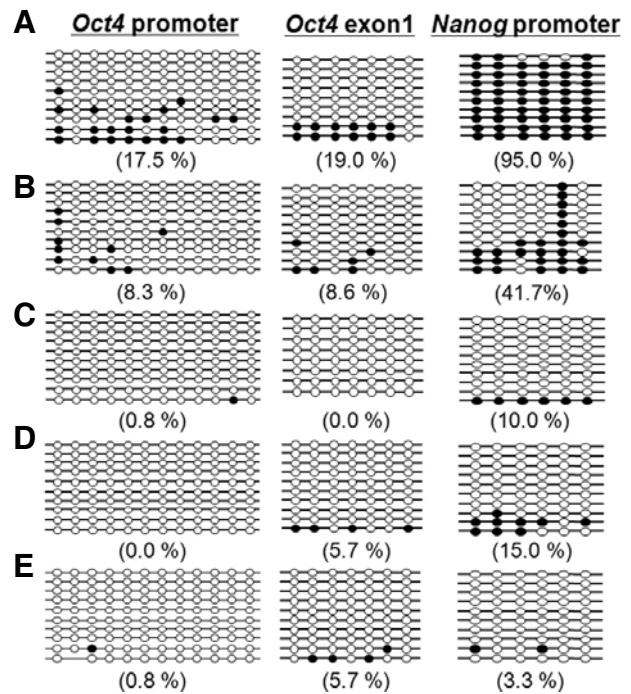 A Oct4 promoter Oct4 exon1 Nanog promoter
(17.5 %) (19.0 %) (95.0 %)
B
(8.3 %) (8.6 %) (41.7%)
C
(0.8 %) (0.0 %) (10.0 %)
D
(0.0 %) (5.7 %) (15.0 %)
E
(0.8 %) (5.7 %) (3.3 %)